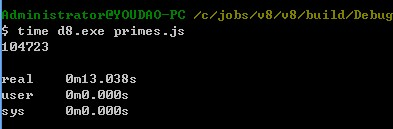 Administrator@YOUDAO-PC /c/jobs/v8/v8/build/Debug
$ time d8.exe primes.js
104723
real 0m13.038s
user 0m0.000s
sys 0m0.000s